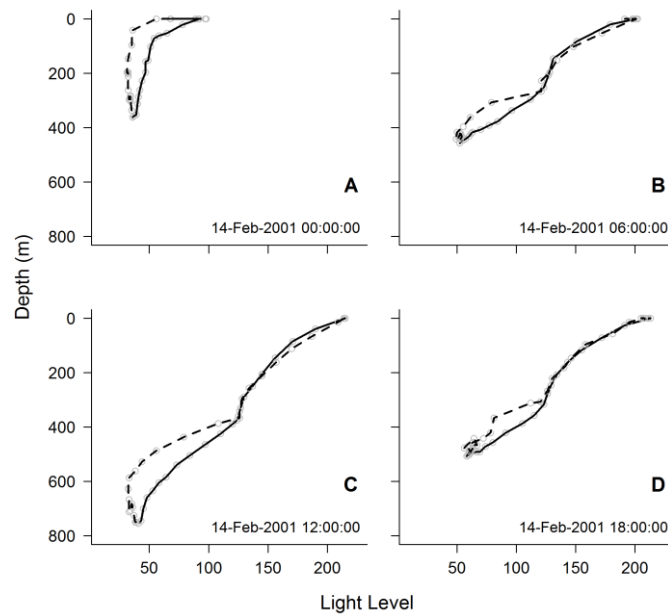 0
200
400
600
800
A
14-Feb-2001 00:00:00
B
14-Feb-2001 06:00:00
Depth (m)
0
200
400
600
800
C
14-Feb-2001 12:00:00
50 100 150 200
D
14-Feb-2001 18:00:00
50 100 150 200
Light Level